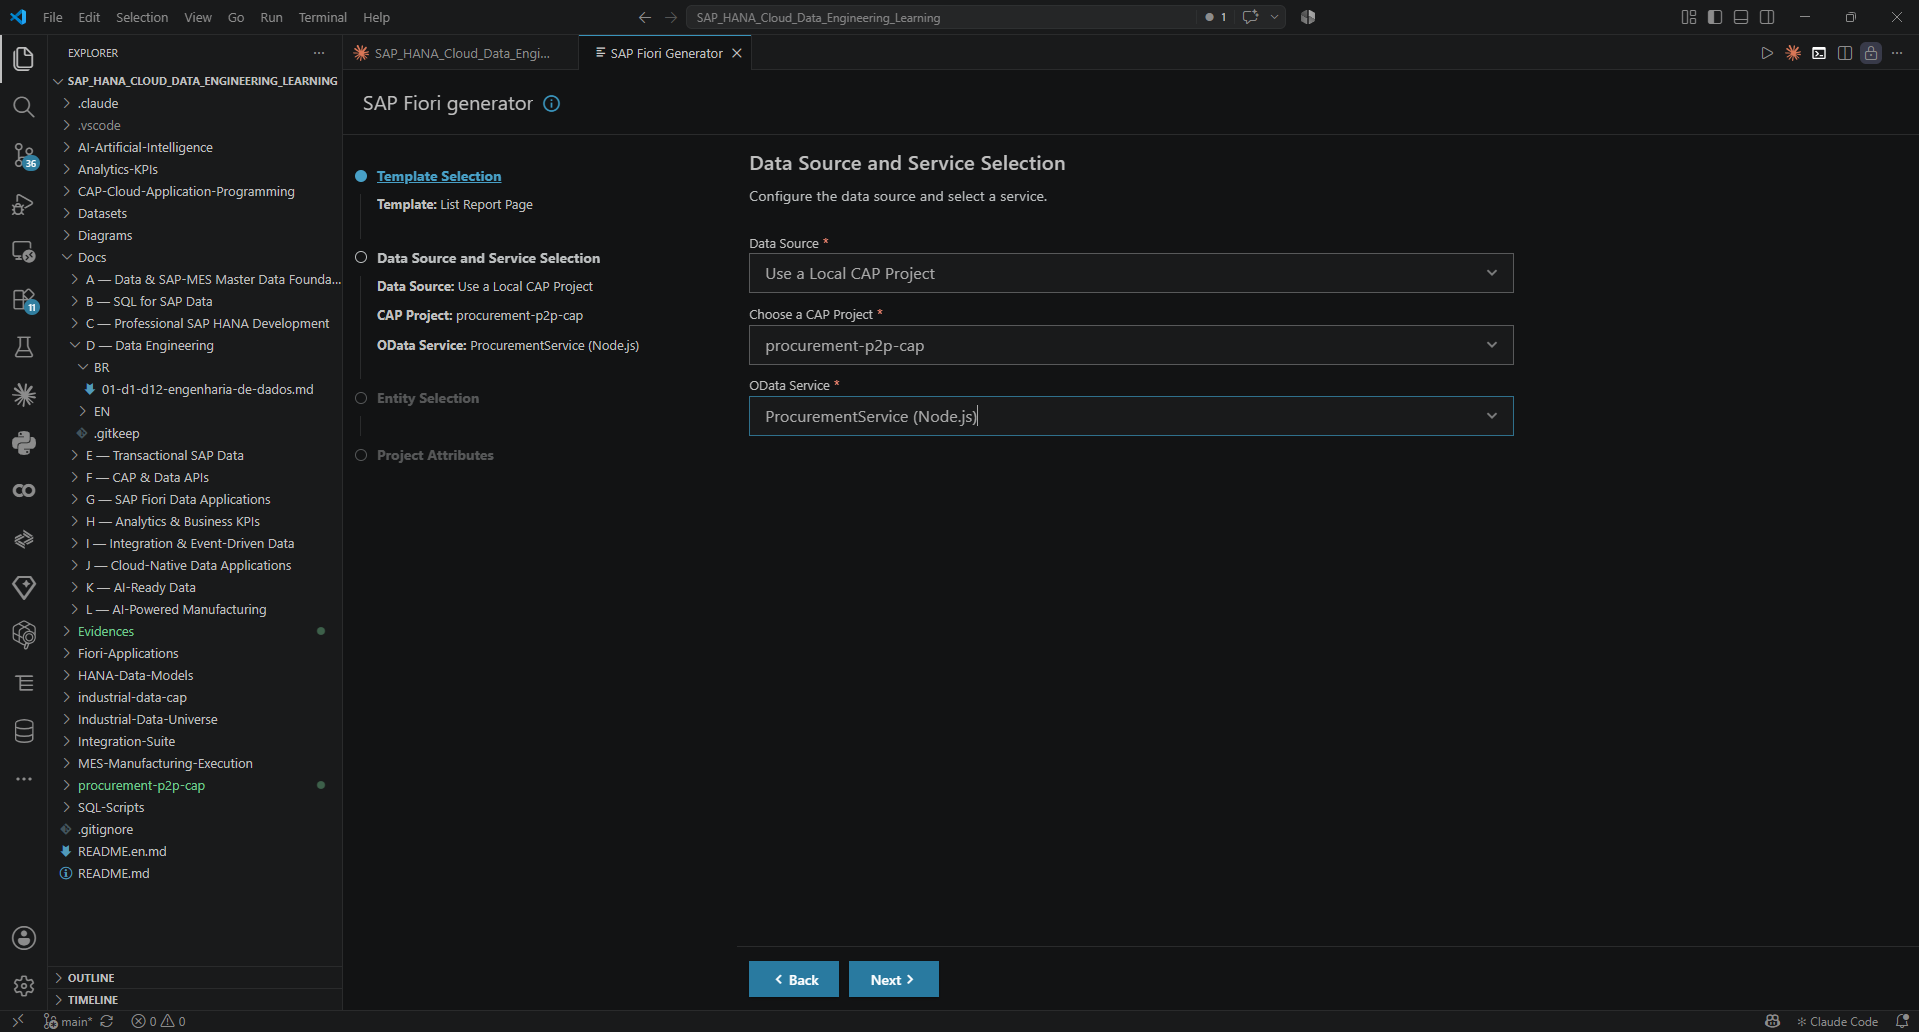 File Edit Selection View Go Run Terminal Help
SAP_HANA_Cloud_Data_Engineering_Learning
1
EXPLORER
SAP_HANA_CLOUD_DATA_ENGINEERING_LEARNING
.claude
.vscode
AI-Artificial-Intelligence
Analytics-KPIs
CAP-Cloud-Application-Programming
Datasets
Diagrams
Docs
A — Data & SAP-MES Master Data Founda...
B — SQL for SAP Data
C — Professional SAP HANA Development
D — Data Engineering
BR
01-d1-d12-engenharia-de-dados.md
EN
.gitkeep
E — Transactional SAP Data
F — CAP & Data APIs
G — SAP Fiori Data Applications
H — Analytics & Business KPIs
I — Integration & Event-Driven Data
J — Cloud-Native Data Applications
K — AI-Ready Data
L — AI-Powered Manufacturing
Evidences
Fiori-Applications
HANA-Data-Models
industrial-data-cap
Industrial-Data-Universe
Integration-Suite
MES-Manufacturing-Execution
procurement-p2p-cap
SQL-Scripts
.gitignore
README.en.md
README.md
OUTLINE
TIMELINE
36
11
SAP_HANA_Cloud_Data_Engi...
SAP Fiori Generator
SAP Fiori generator
Template Selection
Template: List Report Page
Data Source and Service Selection
Data Source: Use a Local CAP Project
CAP Project: procurement-p2p-cap
OData Service: ProcurementService (Node.js)
Entity Selection
Project Attributes
Data Source and Service Selection
Configure the data source and select a service.
Data Source *
Use a Local CAP Project
Choose a CAP Project *
procurement-p2p-cap
OData Service *
ProcurementService (Node.js)
Back
Next
main*
0 0
Claude Code